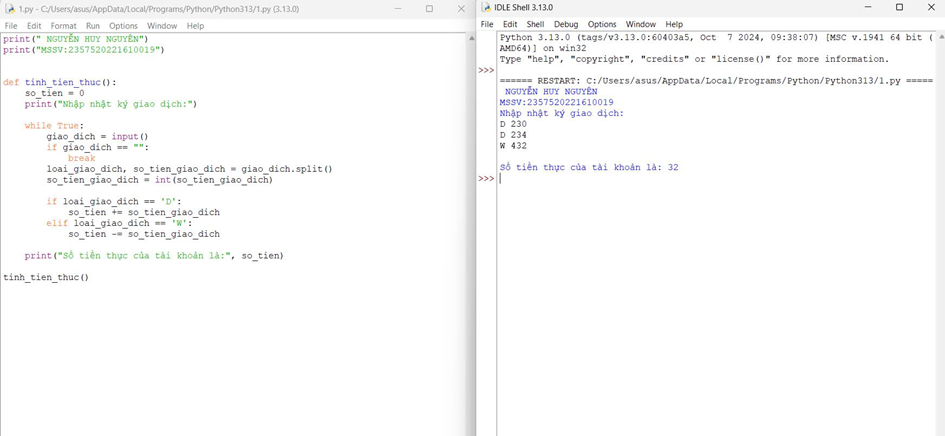 1.py - C:/Users/asus/AppData/Local/Programs/Python/Python313/1.py (3.13.0)
File Edit Format Run Options Window Help
print(" NGUYỄN HUY NGUYÊN")
print("MSSV:2357520221610019")
def tinh_tien_thuc():
    so_tien = 0
    print("Nhập nhật ký giao dịch:")
    while True:
        giao_dich = input()
        if giao_dich == "":
            break
        loai_giao_dich, so_tien_giao_dich = giao_dich.split()
        so_tien_giao_dich = int(so_tien_giao_dich)
        if loai_giao_dich == 'D':
            so_tien += so_tien_giao_dich
        elif loai_giao_dich == 'W':
            so_tien -= so_tien_giao_dich
    print("Số tiền thực của tài khoản là:", so_tien)
tinh_tien_thuc()
IDLE Shell 3.13.0
File Edit Shell Debug Options Window Help
Python 3.13.0 (tags/v3.13.0:60403a5, Oct  7 2024, 09:38:07) [MSC v.1941 64 bit (
AMD64)] on win32
Type "help", "copyright", "credits" or "license()" for more information.
>>>
====== RESTART: C:/Users/asus/AppData/Local/Programs/Python/Python313/1.py =====
 NGUYỄN HUY NGUYÊN
MSSV:2357520221610019
Nhập nhật ký giao dịch:
D 230
D 234
W 432
Số tiền thực của tài khoản là: 32
>>>